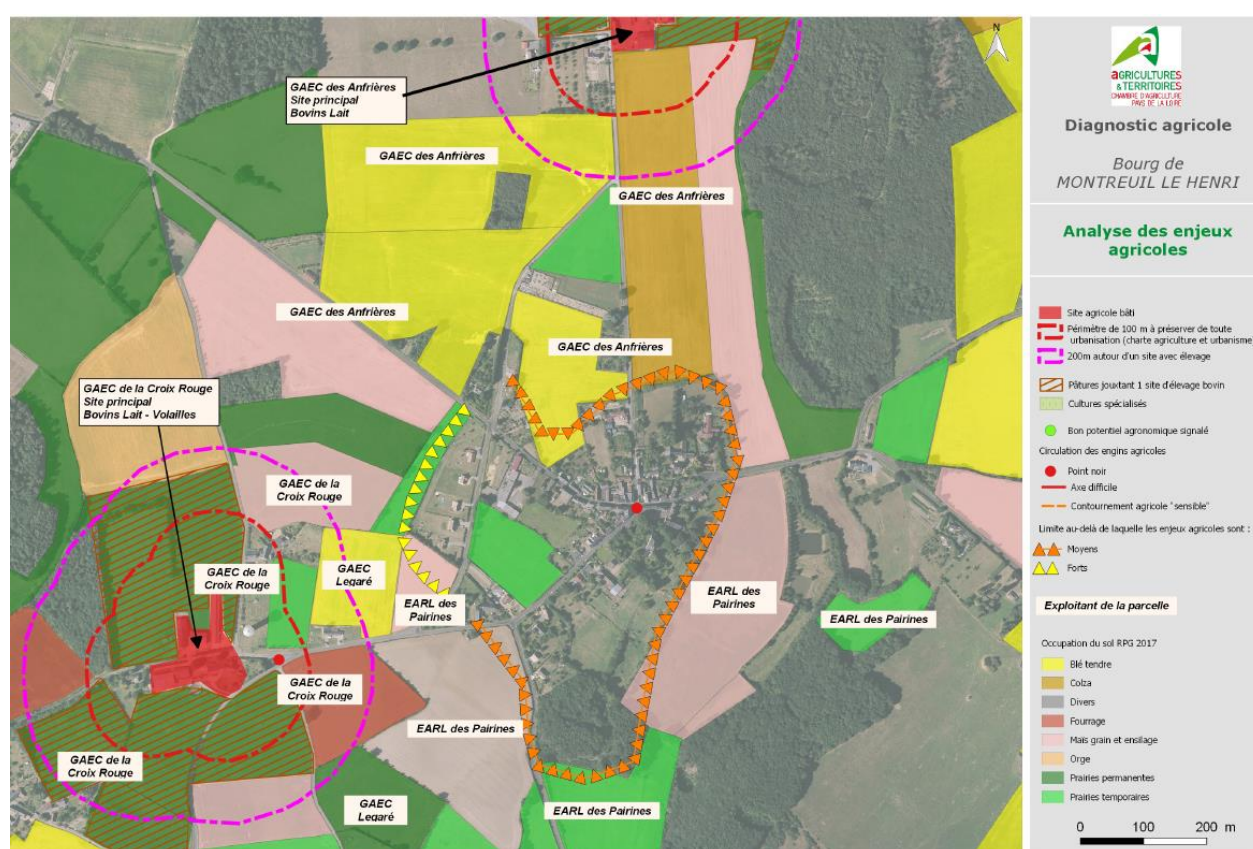 GAEC des Anfrières
Site principal
Bovins Lait
GAEC des Anfrières
GAEC des Anfrières
GAEC des Anfrières
GAEC des Anfrières
GAEC de la Croix Rouge
Site principal
Bovins Lait - Volailles
GAEC de la
Croix Rouge
GAEC de la
Croix Rouge
GAEC
Legaré
EARL des
Pairines
EARL des
Pairines
EARL des Pairines
GAEC de la
Croix Rouge
EARL des Pairines
GAEC de la
Croix Rouge
GAEC
Legaré
EARL des Pairines
N
AGRICULTURES
& TERRITOIRES
CHAMBRE D'AGRICULTURE
PAYS DE LA LOIRE
Diagnostic agricole
Bourg de
MONTREUIL LE HENRI
Analyse des enjeux
agricoles
Site agricole bâti
Périmètre de 100 m à préserver de toute
urbanisation (charte agriculture et urbanisme
200m autour d'un site avec élevage
Pâtures jouxtant 1 site d'élevage bovin
Cultures spécialisés
Bon potentiel agronomique signalé
Circulation des engins agricoles
Point noir
Axe difficile
Contournement agricole "sensible"
Limite au-delà de laquelle les enjeux agricoles sont :
Moyens
Forts
Exploitant de la parcelle
Occupation du sol RPG 2017
Blé tendre
Colza
Divers
Fourrage
Maïs grain et ensilage
Orge
Prairies permanentes
Prairies temporaires
0 100 200 m